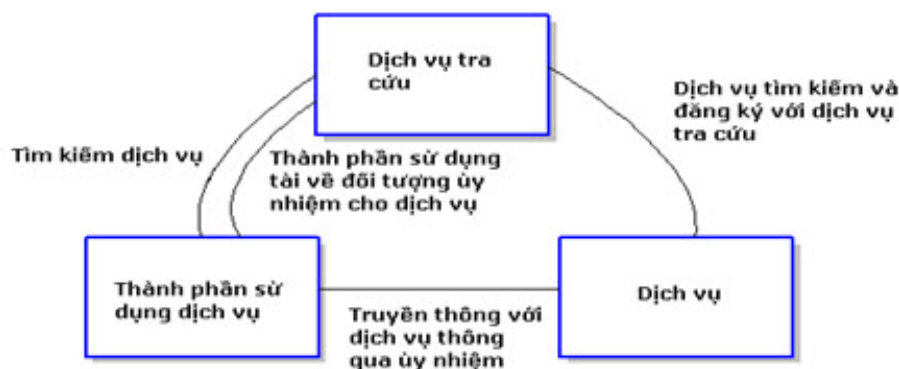 Dịch vụ tra
cứu
Dịch vụ tìm kiếm và
đăng ký với dịch vụ
tra cứu
Tìm kiếm dịch vụ
Thành phần sử dụng
tải về đối tượng ủy
nhiệm cho dịch vụ
Thành phần sử
dụng dịch vụ
Dịch vụ
Truyền thông với
dịch vụ thông
qua ủy nhiệm